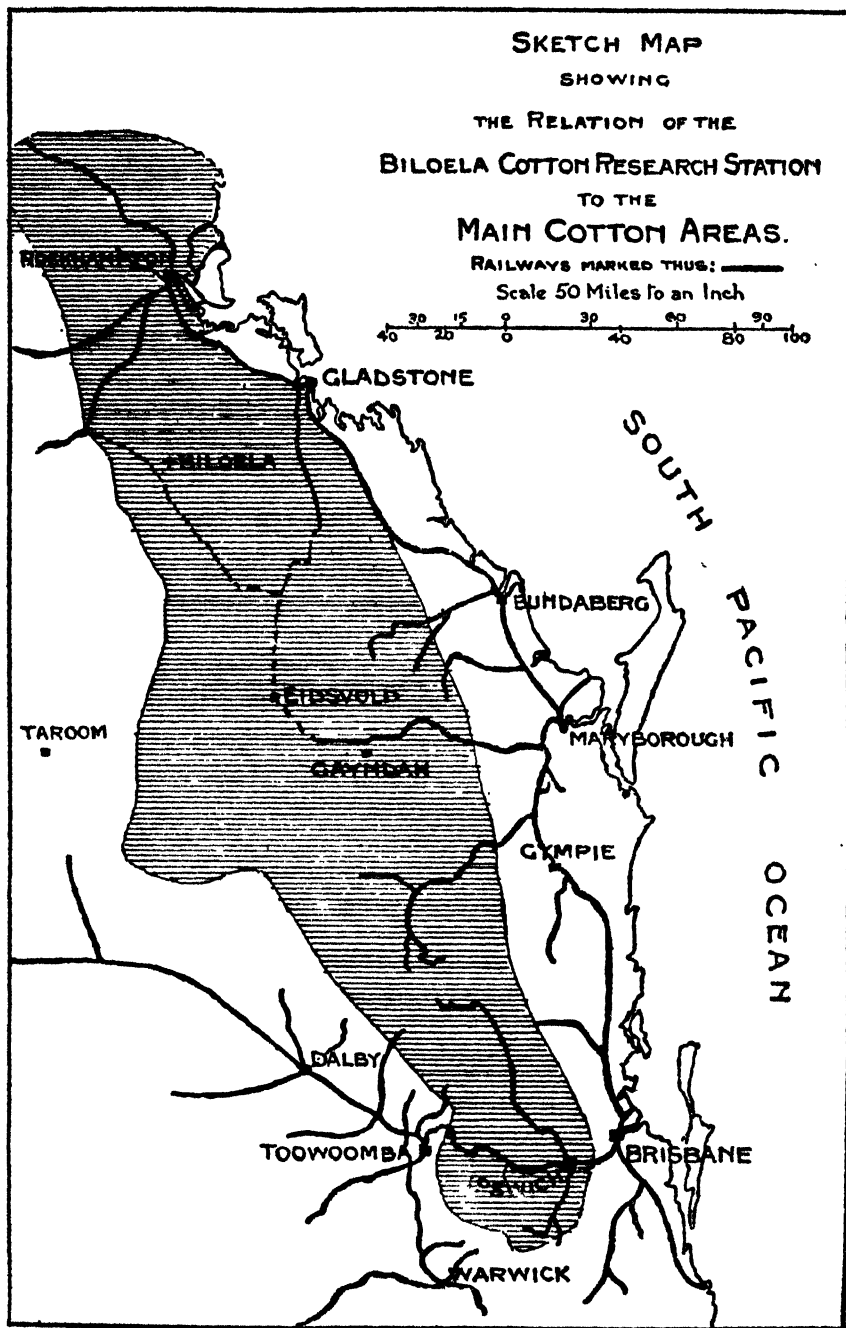 SKETCH MAP
SHOWING
THE RELATION OF THE
BILOELA COTTON RESEARCH STATION
TO THE
MAIN COTTON AREAS.
RAILWAYS MARKED THUS:
Scale 50 Miles to an Inch
40 30 20 15 0 30 40 60 80 90 100
ROCKHAMPTON
GLADSTONE
BILOELA
SOUTH PACIFIC OCEAN
BUNDABERG
EIDSVOLD
TAROOM
MARYBOROUGH
GAYNDAH
GYMPIE
DALBY
TOOWOOMBA
BRISBANE
IPSWICH
WARWICK